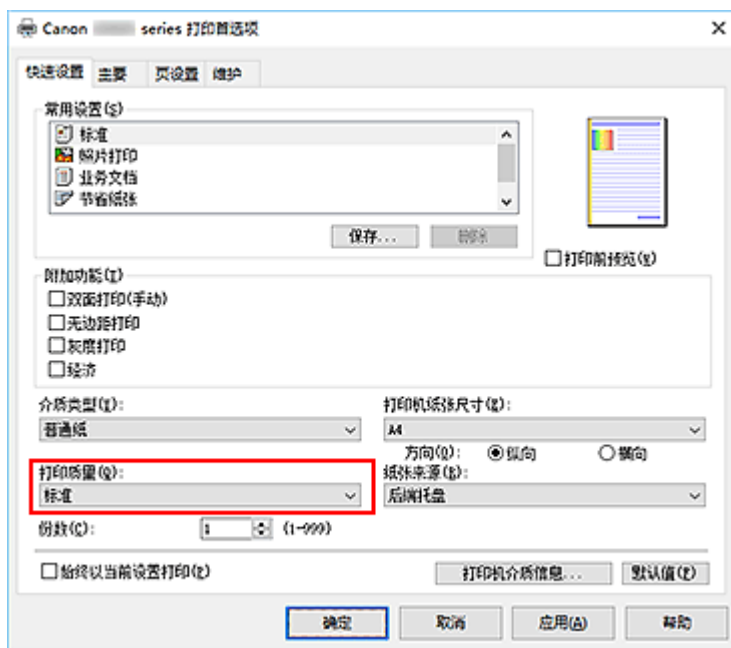 Canon series 打印首选项
快速设置 主要 页设置 维护
常用设置(S)
标准
照片打印
业务文档
节省纸张
保存... 删除
打印前预览(V)
附加功能(T)
双面打印(手动)
无边距打印
灰度打印
经济
介质类型(Y): 打印机纸张尺寸(Z):
普通纸 A4
方向(O): 纵向 横向
打印质量(Q): 纸张来源(B):
标准 后端托盘
份数(C): 1 (1-999)
始终以当前设置打印(P)
打印机介质信息... 默认值(F)
确定 取消 应用(A) 帮助